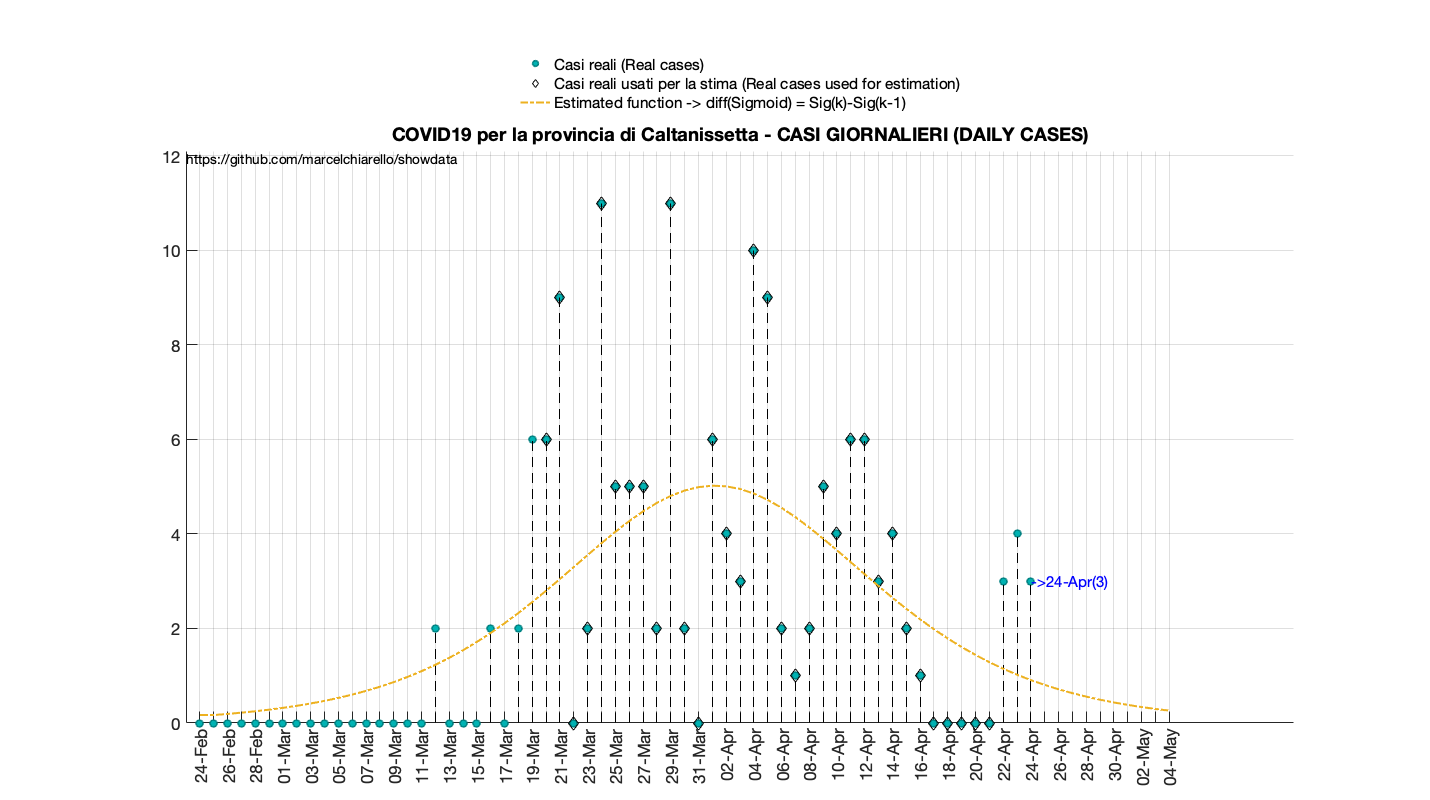 Casi reali (Real cases)
Casi reali usati per la stima (Real cases used for estimation)
Estimated function -> diff(Sigmoid) = Sig(k)-Sig(k-1)
COVID19 per la provincia di Caltanissetta - CASI GIORNALIERI (DAILY CASES)
https://github.com/marcelchiarello/showdata
12
10
8
6
4
2
0
->24-Apr(3)
24-Feb
26-Feb
28-Feb
01-Mar
03-Mar
05-Mar
07-Mar
09-Mar
11-Mar
13-Mar
15-Mar
17-Mar
19-Mar
21-Mar
23-Mar
25-Mar
27-Mar
29-Mar
31-Mar
02-Apr
04-Apr
06-Apr
08-Apr
10-Apr
12-Apr
14-Apr
16-Apr
18-Apr
20-Apr
22-Apr
24-Apr
26-Apr
28-Apr
30-Apr
02-May
04-May